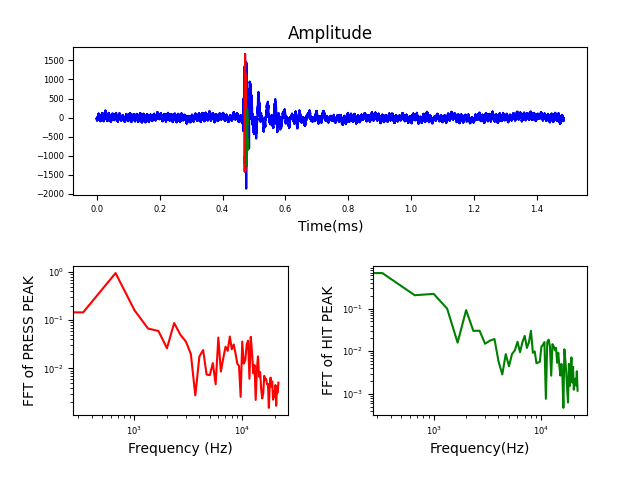 Amplitude
1500
1000
500
0
−500
−1000
−1500
−2000
0.0 0.2 0.4 0.6 0.8 1.0 1.2 1.4
Time(ms)
FFT of PRESS PEAK
10⁰
10⁻¹
10⁻²
10³ 10⁴
Frequency (Hz)
FFT of HIT PEAK
10⁻¹
10⁻²
10⁻³
10³ 10⁴
Frequency(Hz)